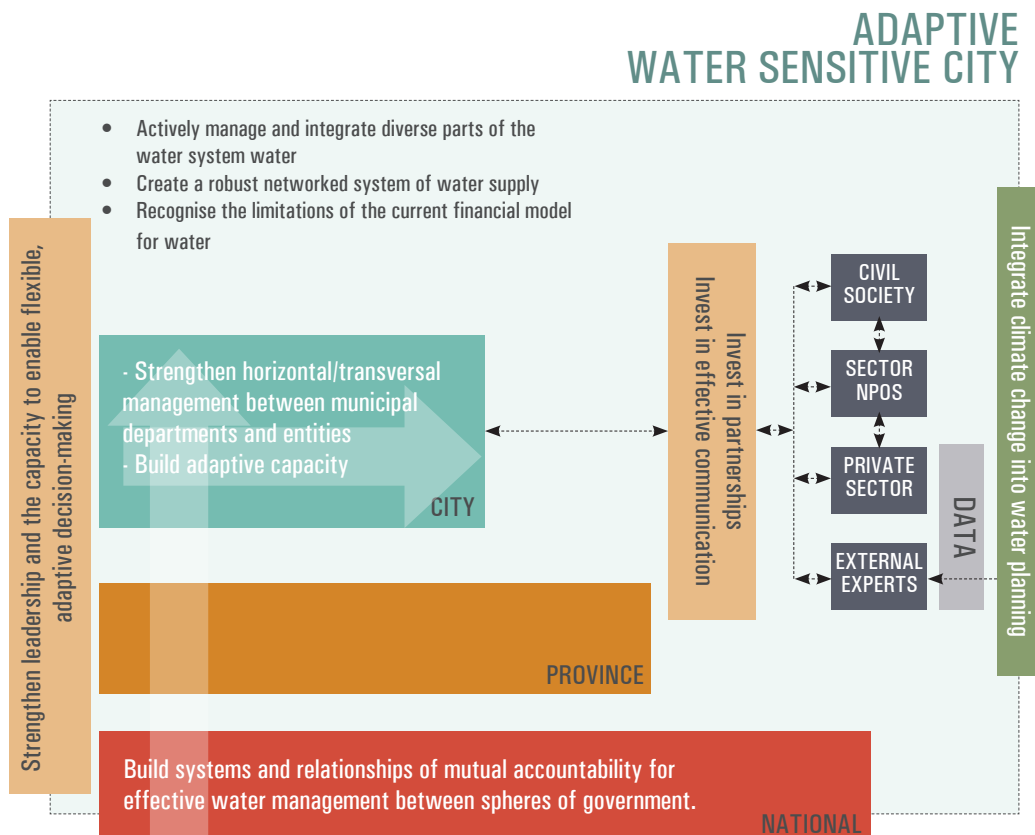 ADAPTIVE
WATER SENSITIVE CITY
• Actively manage and integrate diverse parts of the
water system water
• Create a robust networked system of water supply
• Recognise the limitations of the current financial model
for water
Strengthen leadership and the capacity to enable flexible,
adaptive decision-making
- Strengthen horizontal/transversal
management between municipal
departments and entities
- Build adaptive capacity
CITY
Invest in partnerships
Invest in effective communication
CIVIL
SOCIETY
SECTOR
NPOS
PRIVATE
SECTOR
EXTERNAL
EXPERTS
DATA
Integrate climate change into water planning
PROVINCE
Build systems and relationships of mutual accountability for
effective water management between spheres of government.
NATIONAL